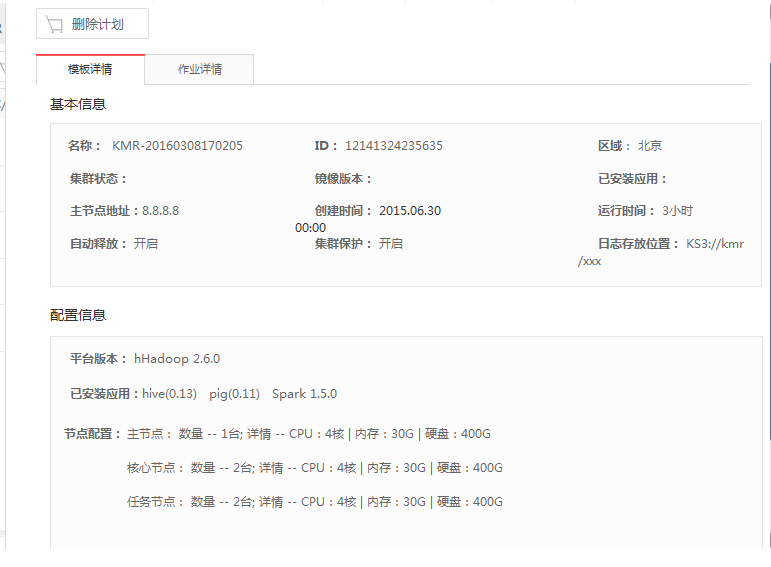 删除计划
模板详情 作业详情
基本信息
名称： KMR-20160308170205 ID： 12141324235635 区域： 北京
集群状态： 镜像版本： 已安装应用：
主节点地址：8.8.8.8 创建时间： 2015.06.30 运行时间： 3小时
00:00
自动释放： 开启 集群保护： 开启 日志存放位置： KS3://kmr
/xxx
配置信息
平台版本： hHadoop 2.6.0
已安装应用：hive(0.13) pig(0.11) Spark 1.5.0
节点配置： 主节点： 数量 -- 1台; 详情 -- CPU：4核 | 内存：30G | 硬盘：400G
核心节点： 数量 -- 2台; 详情 -- CPU：4核 | 内存：30G | 硬盘：400G
任务节点： 数量 -- 2台; 详情 -- CPU：4核 | 内存：30G | 硬盘：400G